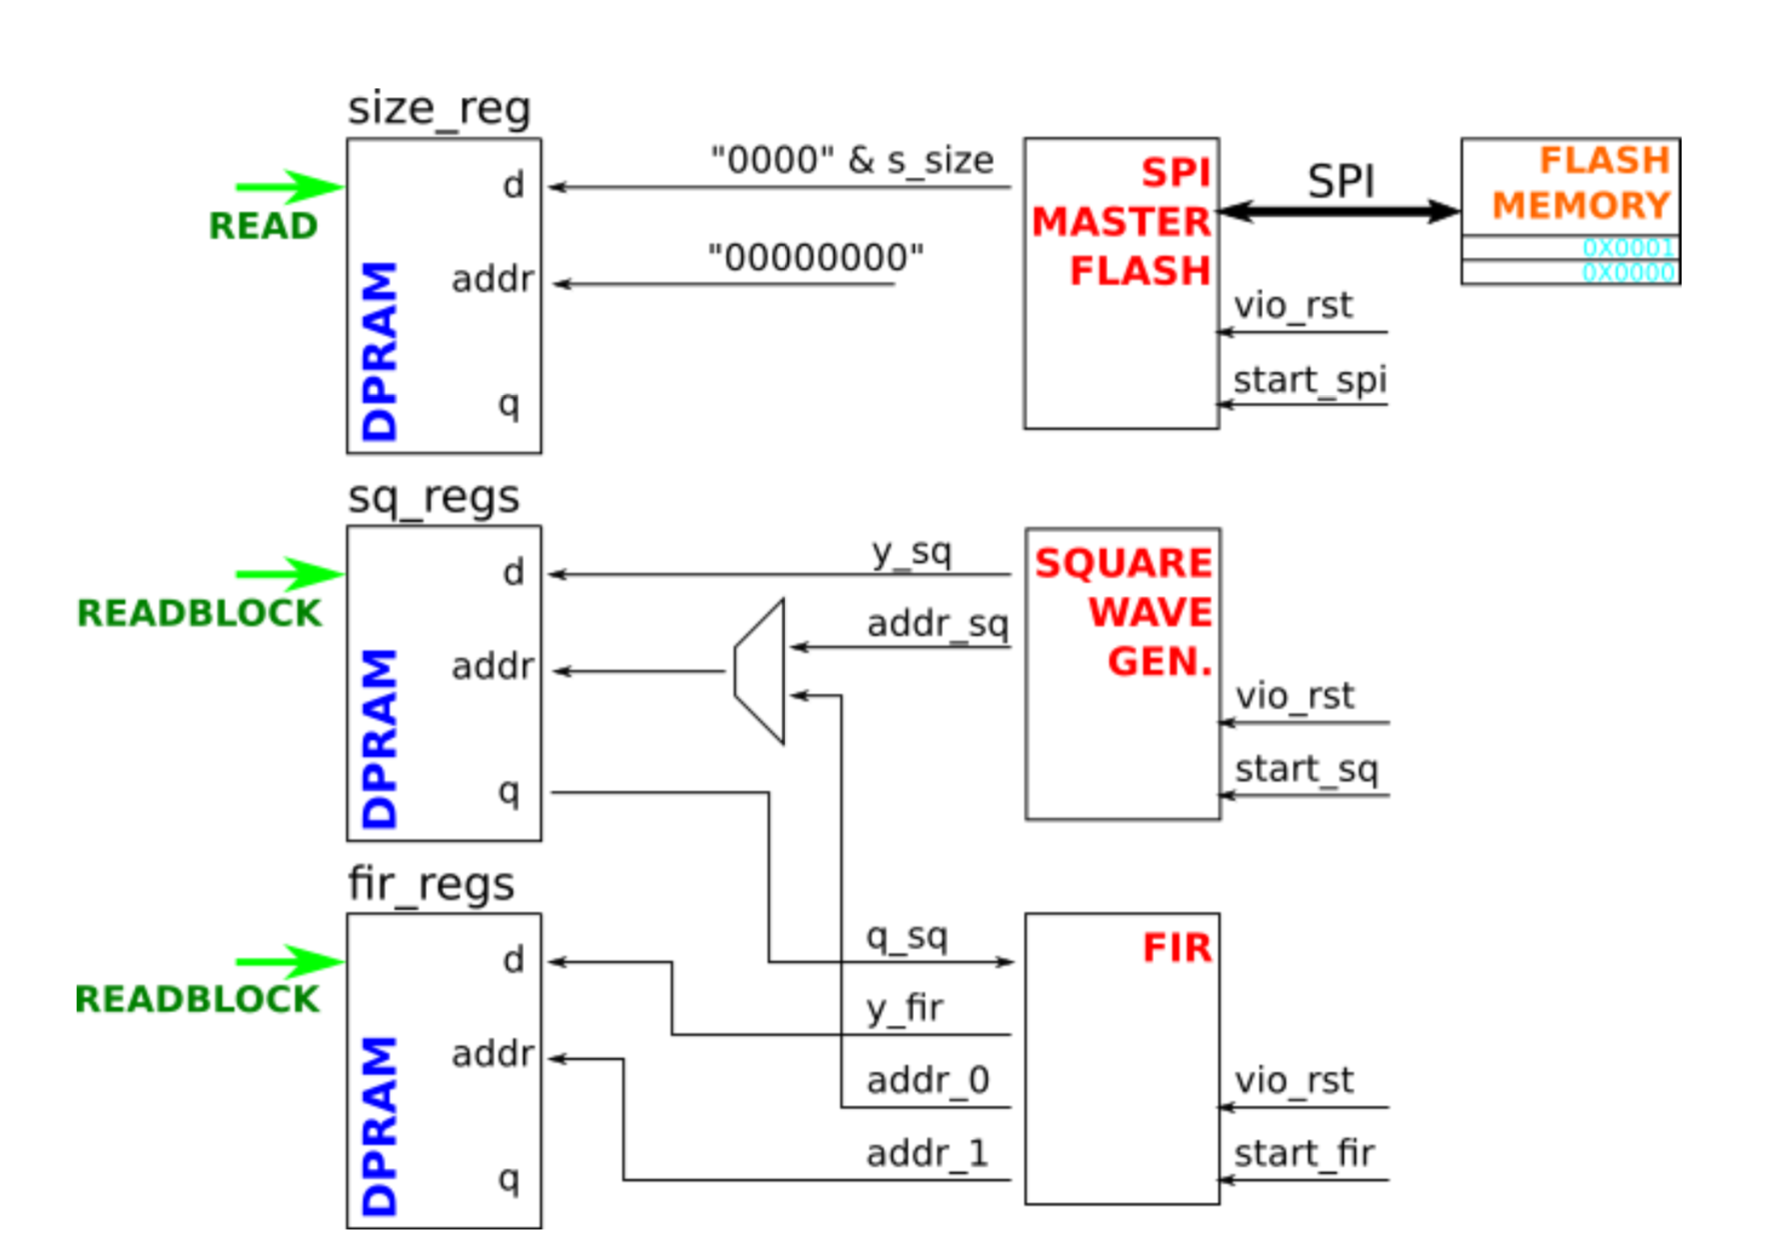 size_reg
READ
DPRAM
d
addr
q
"0000" & s_size
"00000000"
SPI
MASTER
FLASH
SPI
FLASH
MEMORY
0X0001
0X0000
vio_rst
start_spi
sq_regs
READBLOCK
DPRAM
d
addr
q
y_sq
addr_sq
SQUARE
WAVE
GEN.
vio_rst
start_sq
fir_regs
READBLOCK
DPRAM
d
addr
q
q_sq
y_fir
addr_0
addr_1
FIR
vio_rst
start_fir